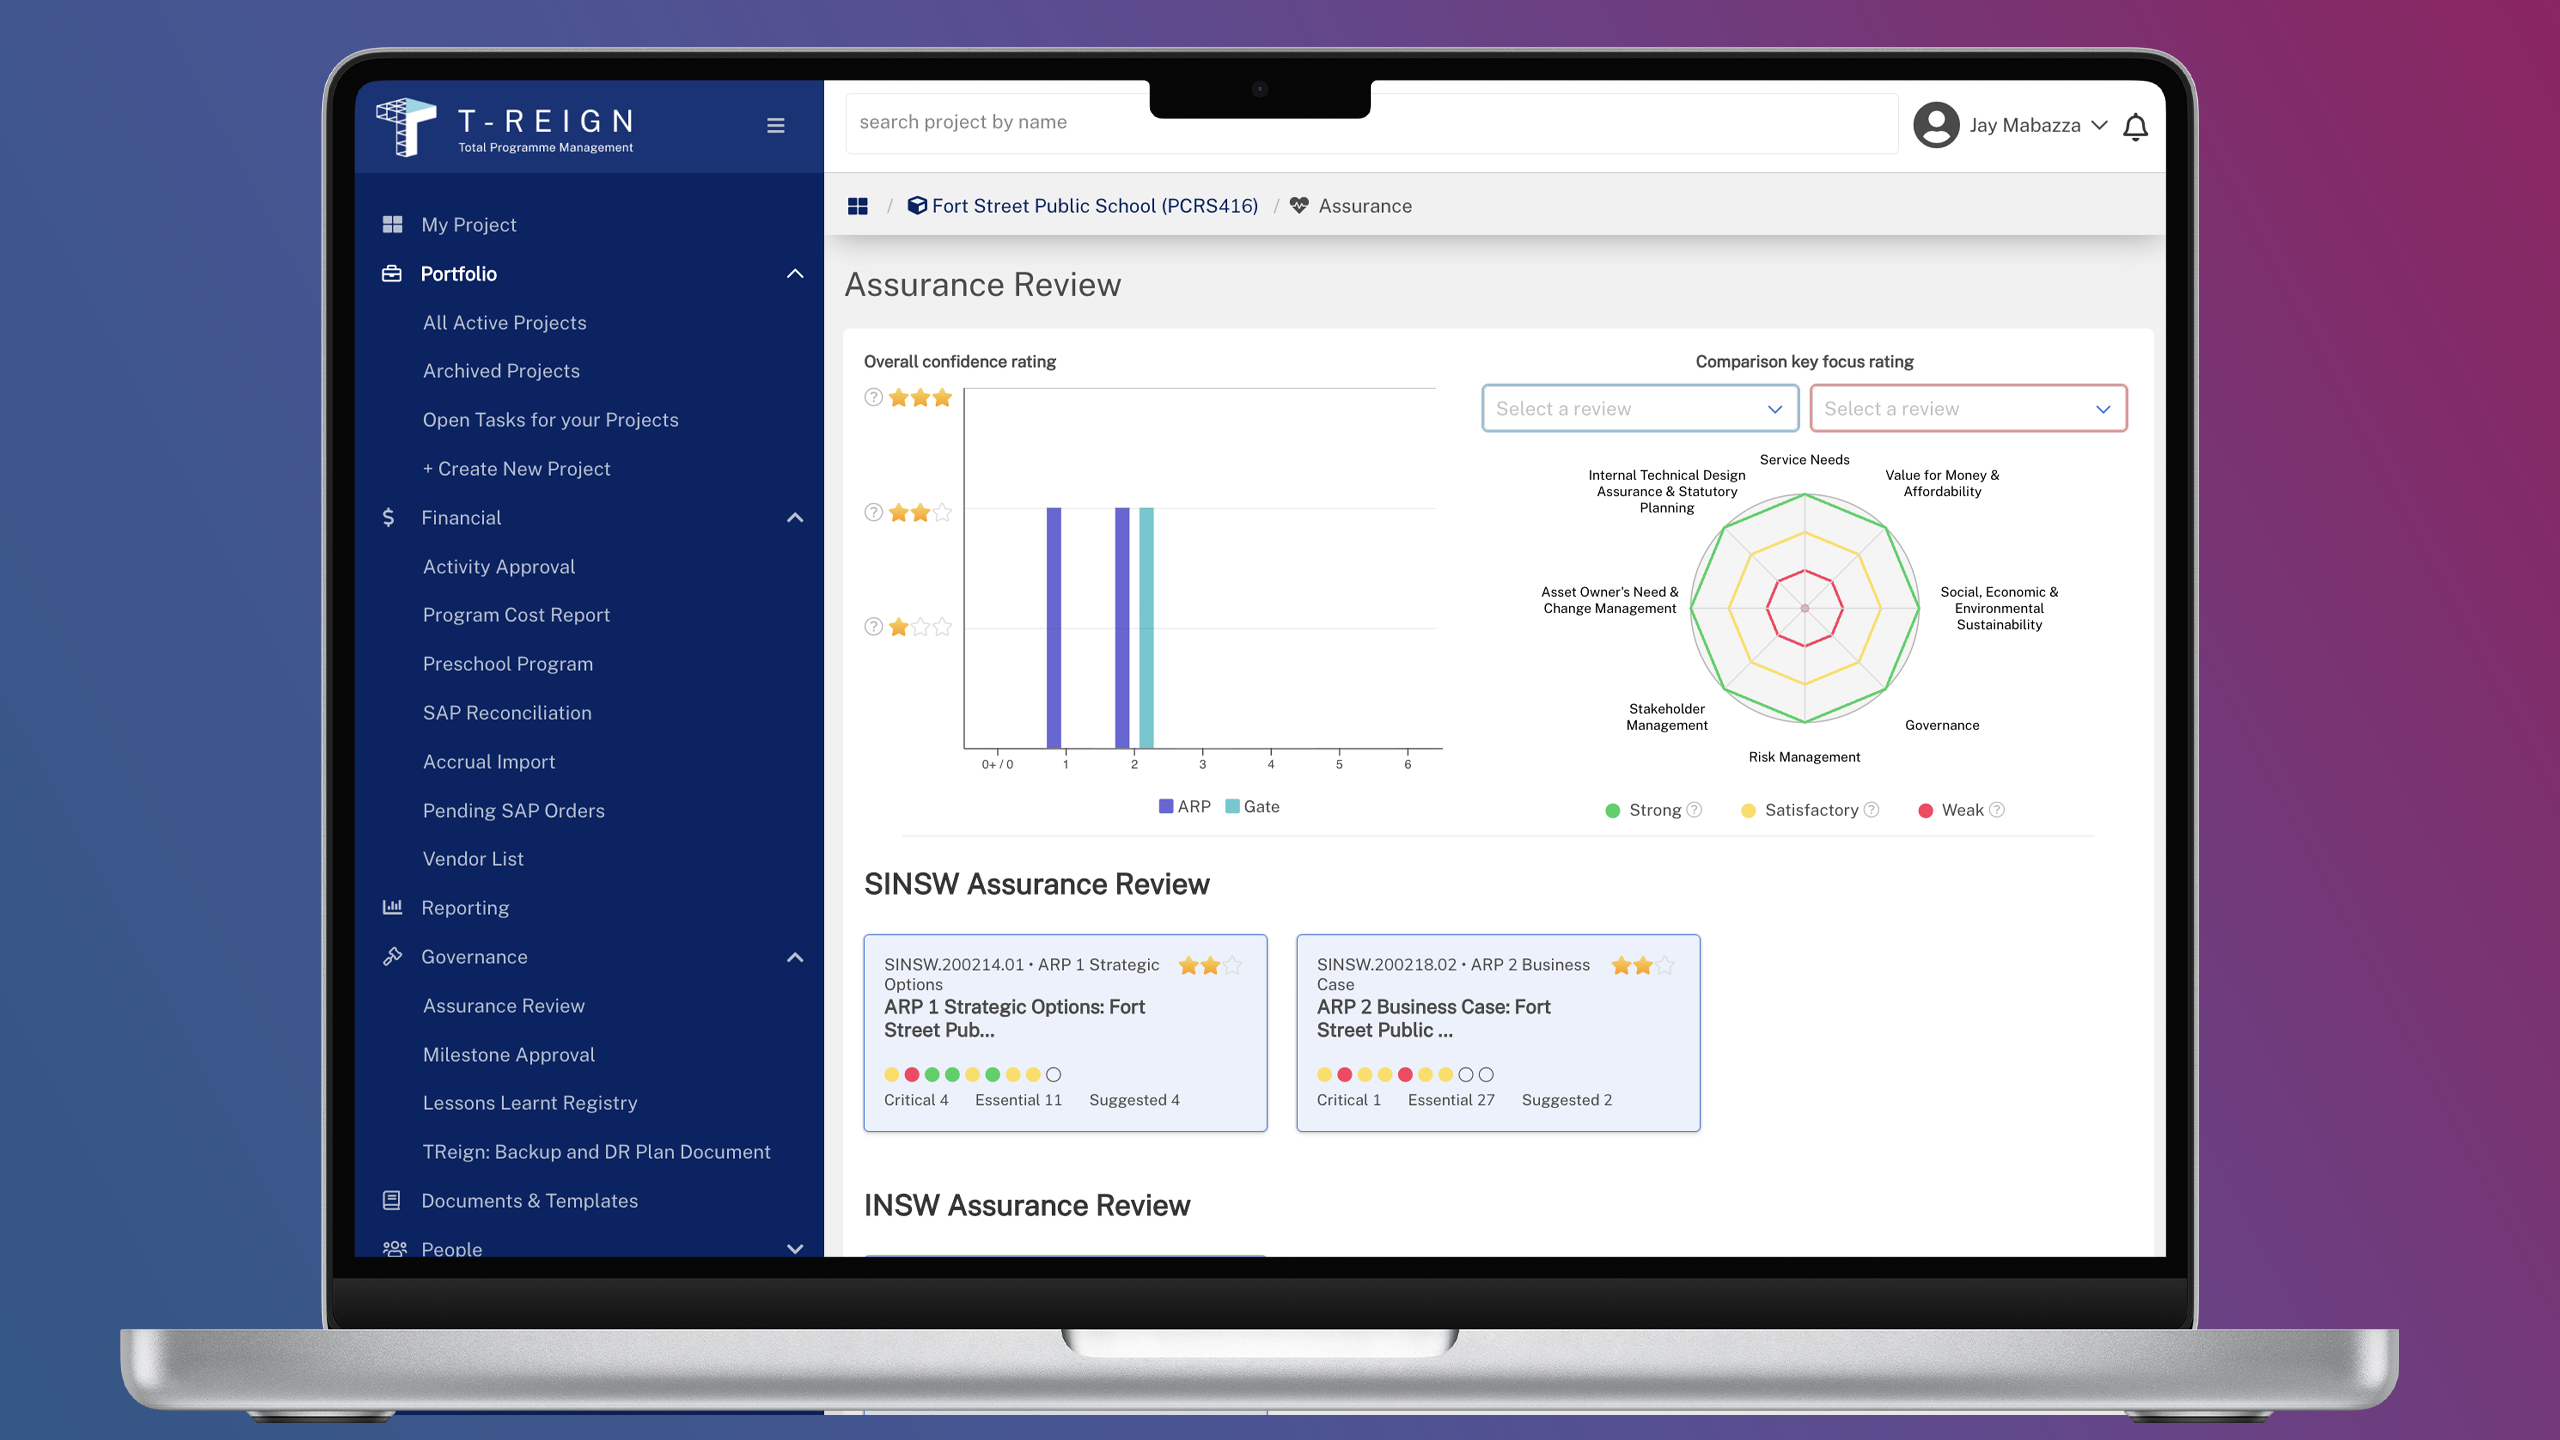 T-REIGN
Total Programme Management
search project by name
Jay Mabazza
My Project
Portfolio
All Active Projects
Archived Projects
Open Tasks for your Projects
+ Create New Project
$ Financial
Activity Approval
Program Cost Report
Preschool Program
SAP Reconciliation
Accrual Import
Pending SAP Orders
Vendor List
Reporting
Governance
Assurance Review
Milestone Approval
Lessons Learnt Registry
TReign: Backup and DR Plan Document
Documents & Templates
People
/ Fort Street Public School (PCRS416) / Assurance
Assurance Review
Overall confidence rating
?
?
?
0+ / 0 1 2 3 4 5 6
ARP Gate
Comparison key focus rating
Select a review
Select a review
Service Needs
Value for Money &
Affordability
Social, Economic &
Environmental
Sustainability
Governance
Risk Management
Stakeholder
Management
Asset Owner's Need &
Change Management
Internal Technical Design
Assurance & Statutory
Planning
Strong ? Satisfactory ? Weak ?
SINSW Assurance Review
SINSW.200214.01 • ARP 1 Strategic
Options
ARP 1 Strategic Options: Fort
Street Pub...
Critical 4 Essential 11 Suggested 4
SINSW.200218.02 • ARP 2 Business
Case
ARP 2 Business Case: Fort
Street Public ...
Critical 1 Essential 27 Suggested 2
INSW Assurance Review